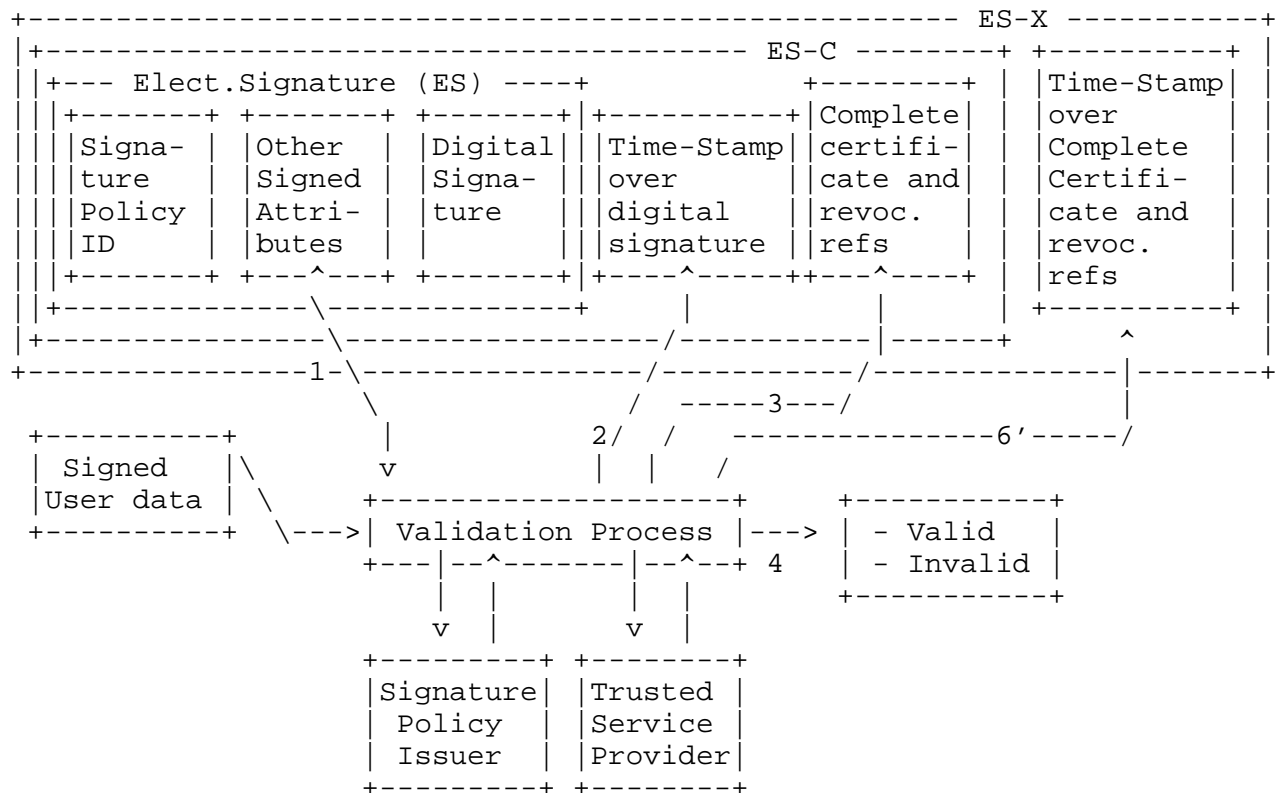 ES-X
ES-C
Elect.Signature (ES) Time-Stamp
Complete over
Signa- Other Digital Time-Stamp certifi- Complete
ture Signed Signa- over cate and Certifi-
Policy Attri- ture digital revoc. cate and
ID butes signature refs revoc.
refs
1
3
2 6'
Signed
User data
Validation Process - Valid
4 - Invalid
Signature Trusted
Policy Service
Issuer Provider